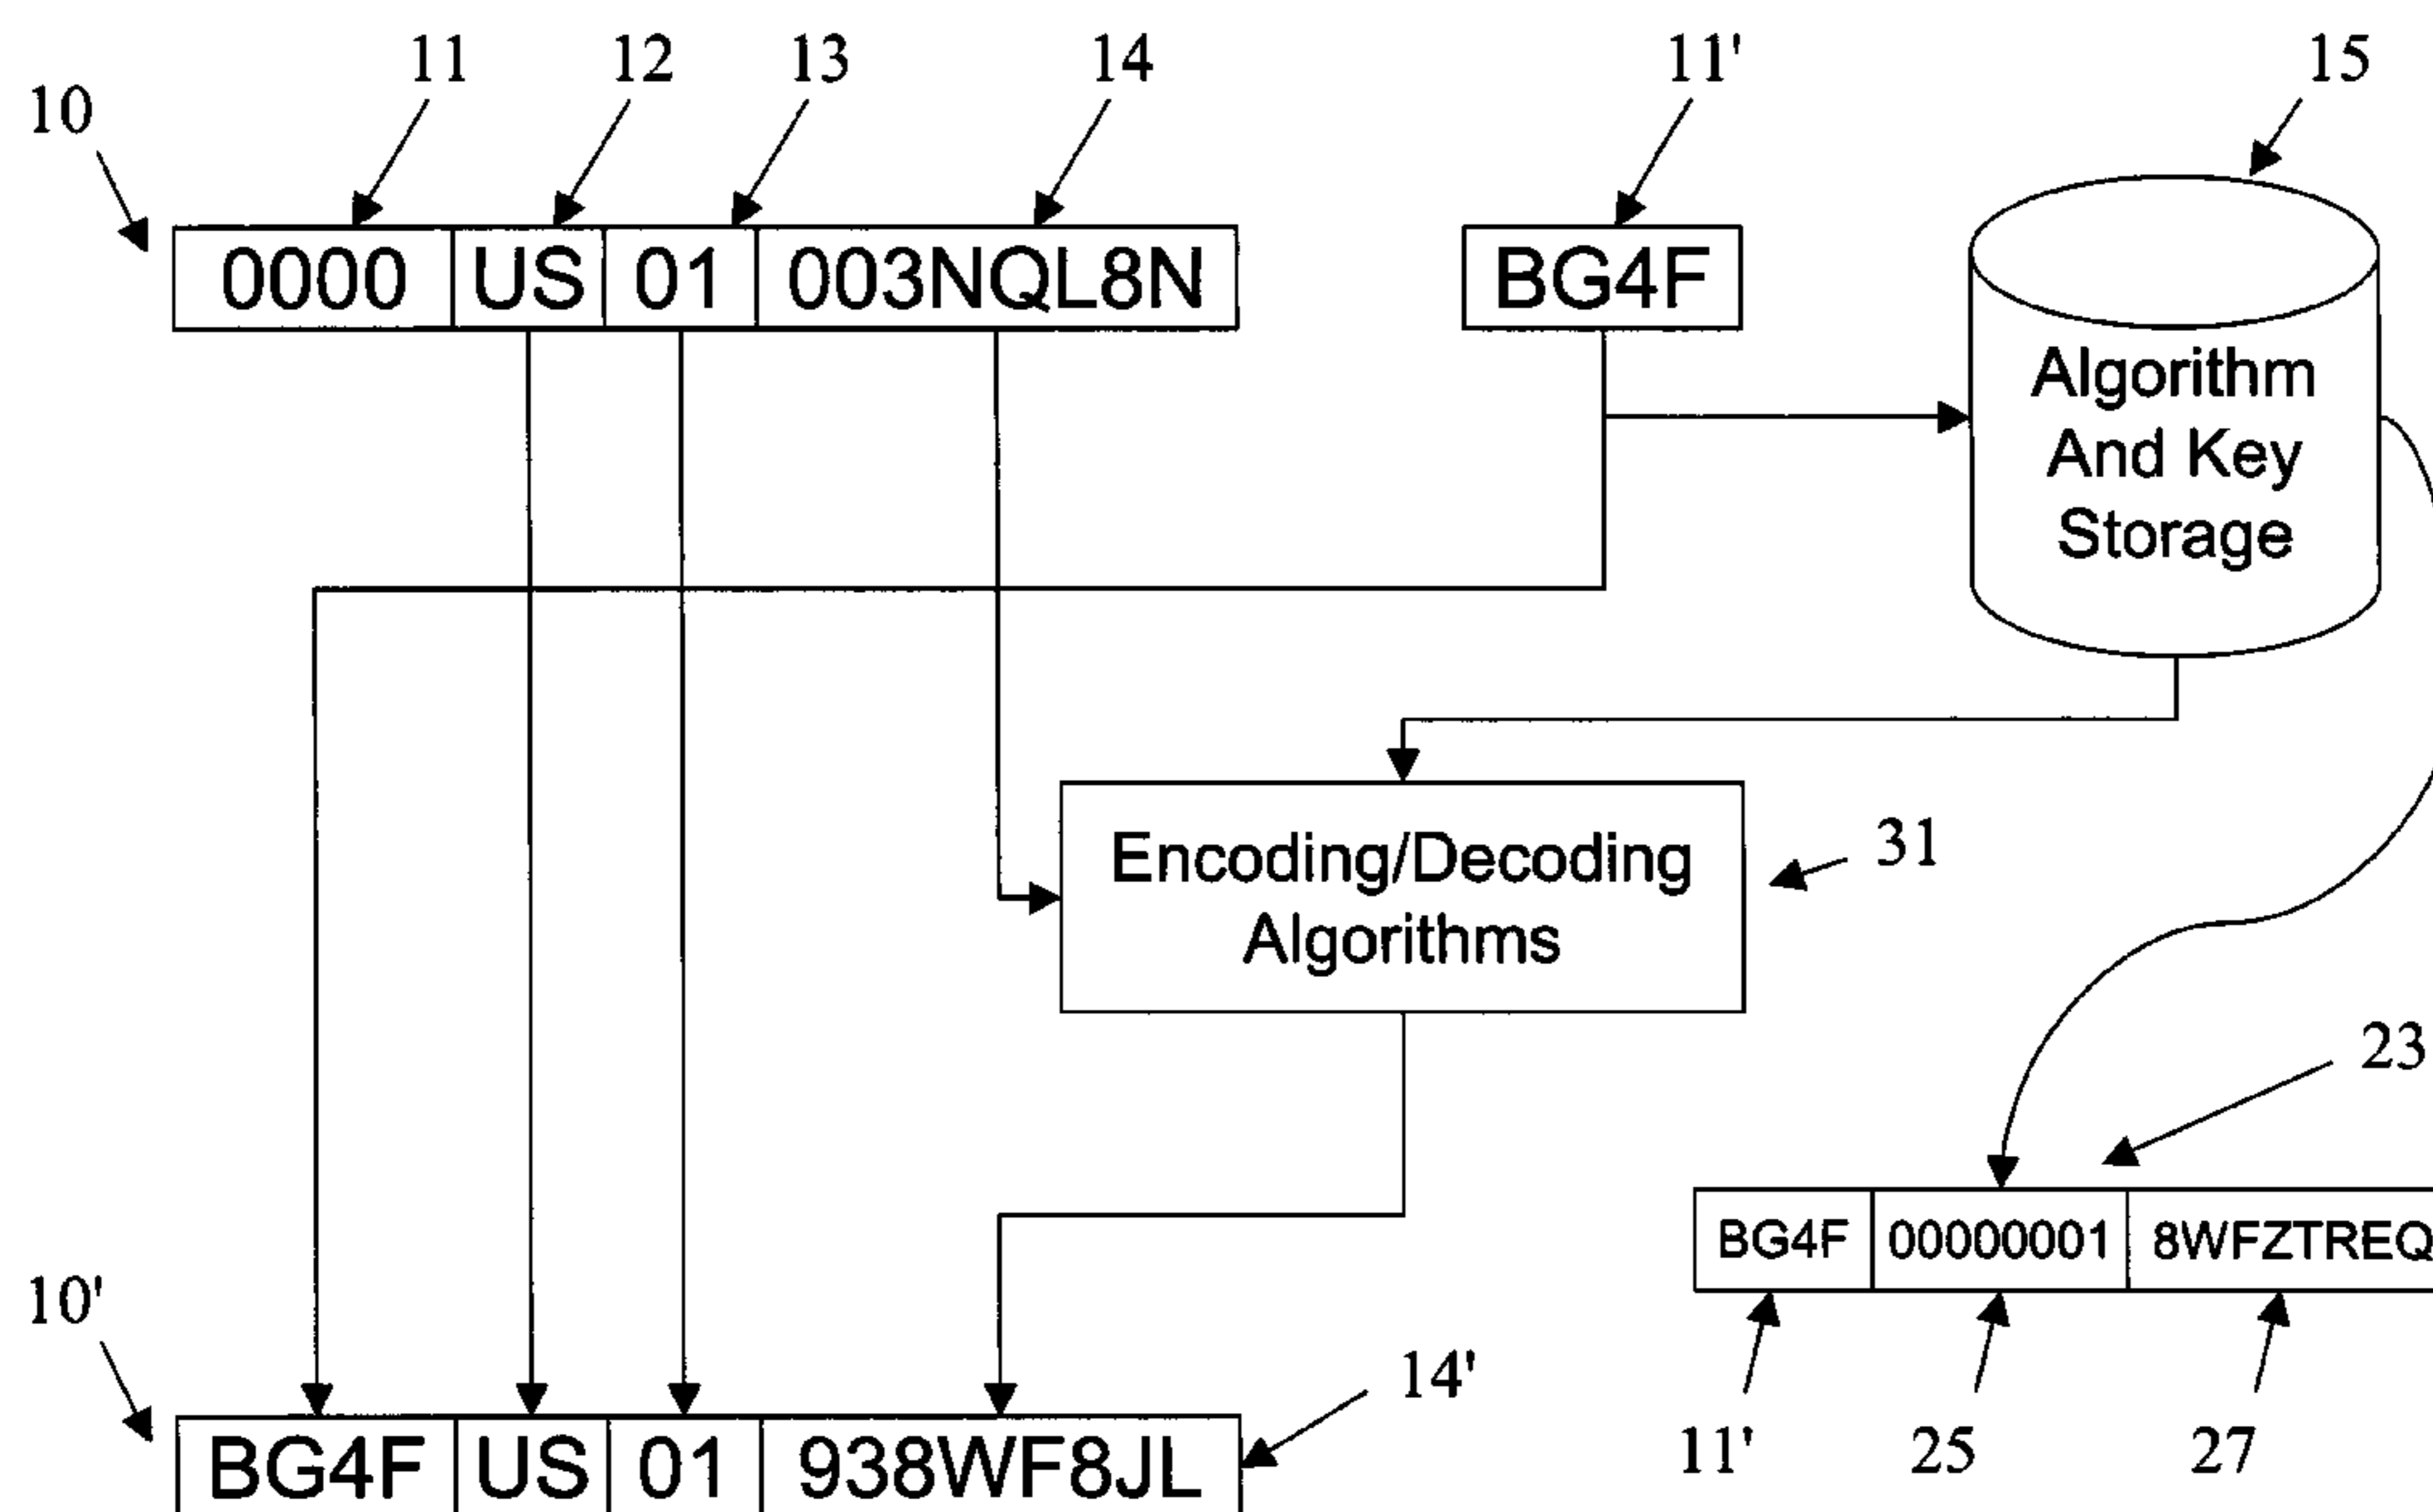 11 12 13 14 11' 15
10
0000 US 01 003NQL8N BG4F
Algorithm
And Key
Storage
Encoding/Decoding
Algorithms
31
23
BG4F 00000001 8WFZTREQ
10'
14'
11' 25 27
BG4F US 01 938WF8JL